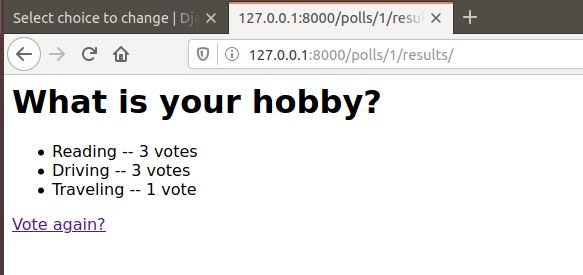 Select choice to change | Dja
127.0.0.1:8000/polls/1/resul
127.0.0.1:8000/polls/1/results/
What is your hobby?
Reading -- 3 votes
Driving -- 3 votes
Traveling -- 1 vote
Vote again?